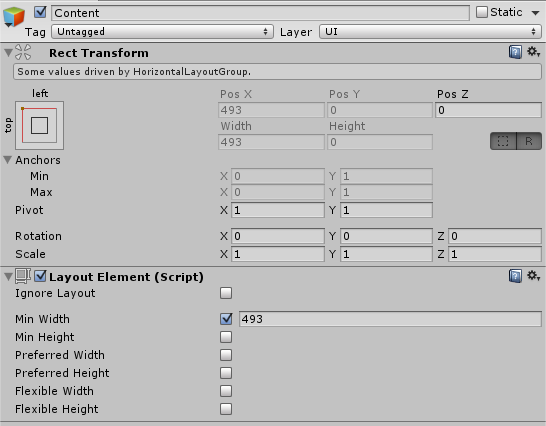 Content Static
Tag Untagged Layer UI
Rect Transform
Some values driven by HorizontalLayoutGroup.
left Pos X Pos Y Pos Z
top 493 0 0
Width Height
493 0 R
Anchors
Min X 0 Y 1
Max X 0 Y 1
Pivot X 1 Y 1
Rotation X 0 Y 0 Z 0
Scale X 1 Y 1 Z 1
Layout Element (Script)
Ignore Layout
Min Width 493
Min Height
Preferred Width
Preferred Height
Flexible Width
Flexible Height